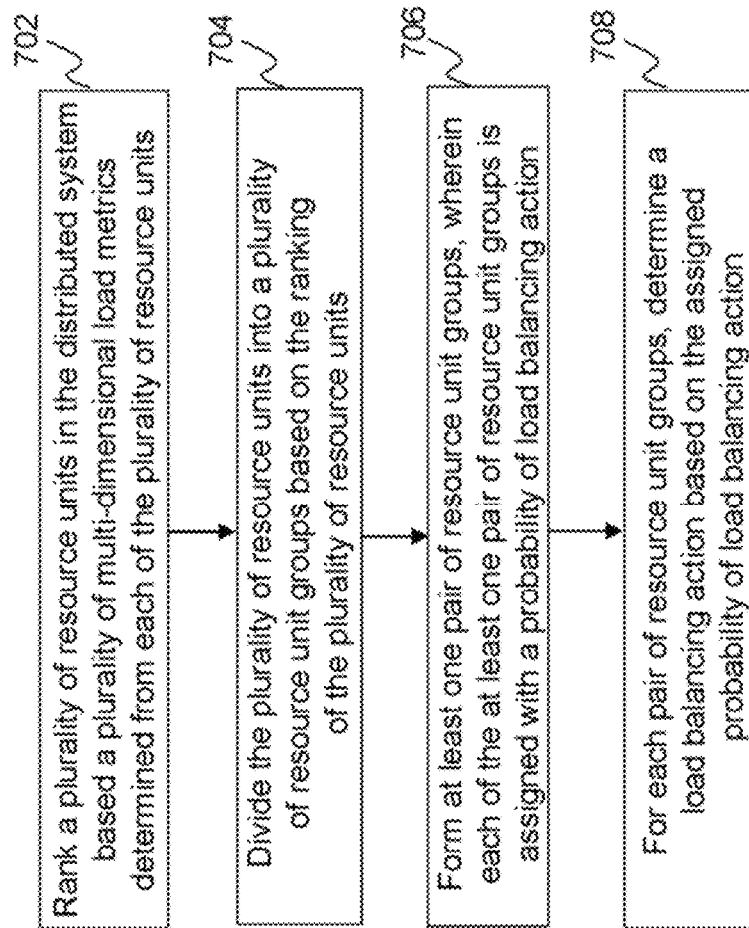 702
Rank a plurality of resource units in the distributed system
based a plurality of multi-dimensional load metrics
determined from each of the plurality of resource units
704
Divide the plurality of resource units into a plurality
of resource unit groups based on the ranking
of the plurality of resource units
706
Form at least one pair of resource unit groups, wherein
each of the at least one pair of resource unit groups is
assigned with a probability of load balancing action
708
For each pair of resource unit groups, determine a
load balancing action based on the assigned
probability of load balancing action